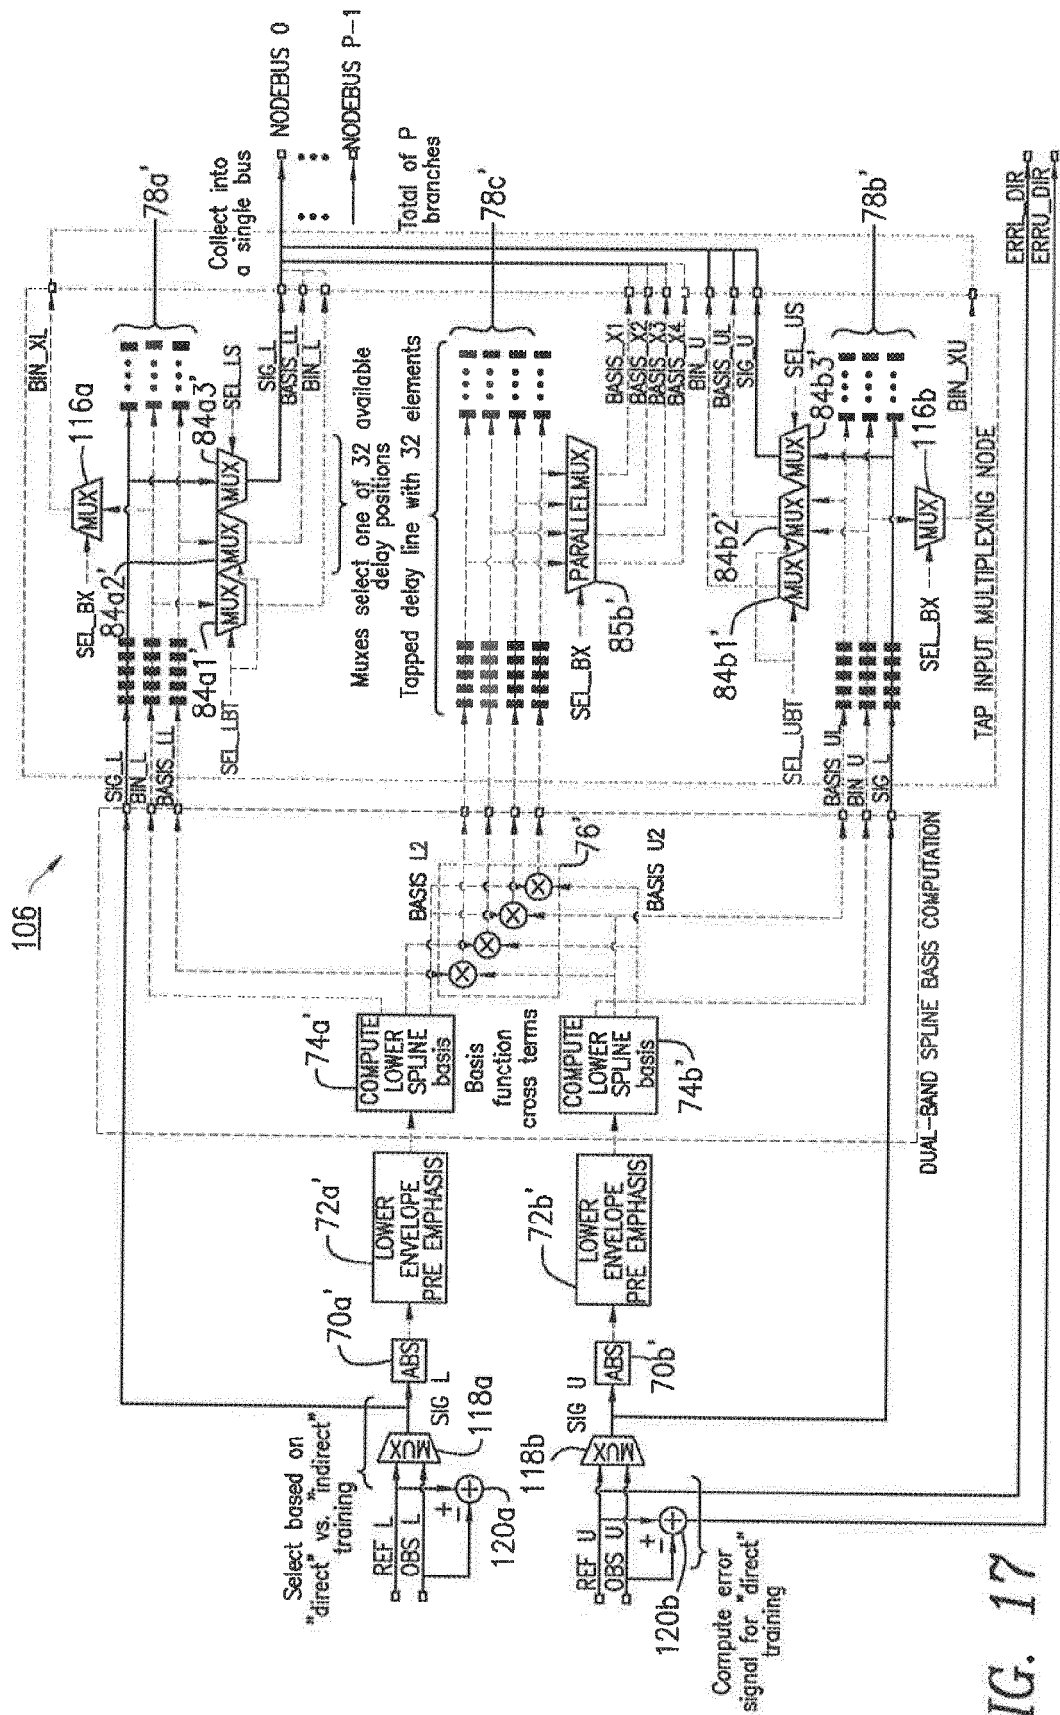 106
Select based on
"direct" vs. "indirect"
training
REF L
OBS L
+
−
120a
MUX
118a
SIG L
ABS
70a'
LOWER
ENVELOPE
PRE EMPHASIS
72a'
COMPUTE
LOWER
SPLINE
basis
74a'
Basis
function
cross terms
BASIS L2
76'
BASIS U2
REF U
OBS U
+
−
120b
Compute error
signal for "direct"
training
MUX
118b
SIG U
ABS
70b'
LOWER
ENVELOPE
PRE EMPHASIS
72b'
COMPUTE
LOWER
SPLINE
basis
74b'
DUAL-BAND SPLINE BASIS COMPUTATION
SIG_L
BIN_L
BASIS_LL
SEL_BX
MUX
116a
BIN_XL
84a1'
84a2'
84a3'
MUX
MUX
MUX
SEL_LBT
SEL_LS
78a'
SIG_L
BASIS_LL
BIN_L
Collect into
a single bus
NODEBUS 0
NODEBUS P-1
Total of P
branches
Muxes select one of 32 available
delay positions
Tapped delay line with 32 elements
78c'
SEL_BX
PARALLELMUX
85b'
BASIS_X1
BASIS_X2
BASIS_X3
BASIS_X4
BIN_U
BASIS_UL
SIG_U
SEL_UBT
84b1'
84b2'
84b3'
MUX
MUX
MUX
SEL_US
BASIS UL
BIN U
SIG L
78b'
SEL_BX
MUX
116b
BIN_XU
TAP INPUT MULTIPLEXING NODE
ERRL_DIR
ERRU_DIR
IG. 17